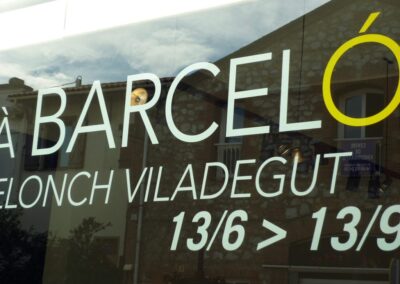 À BARCELÓ
ELONCH VILADEGUT
13/6 > 13/9